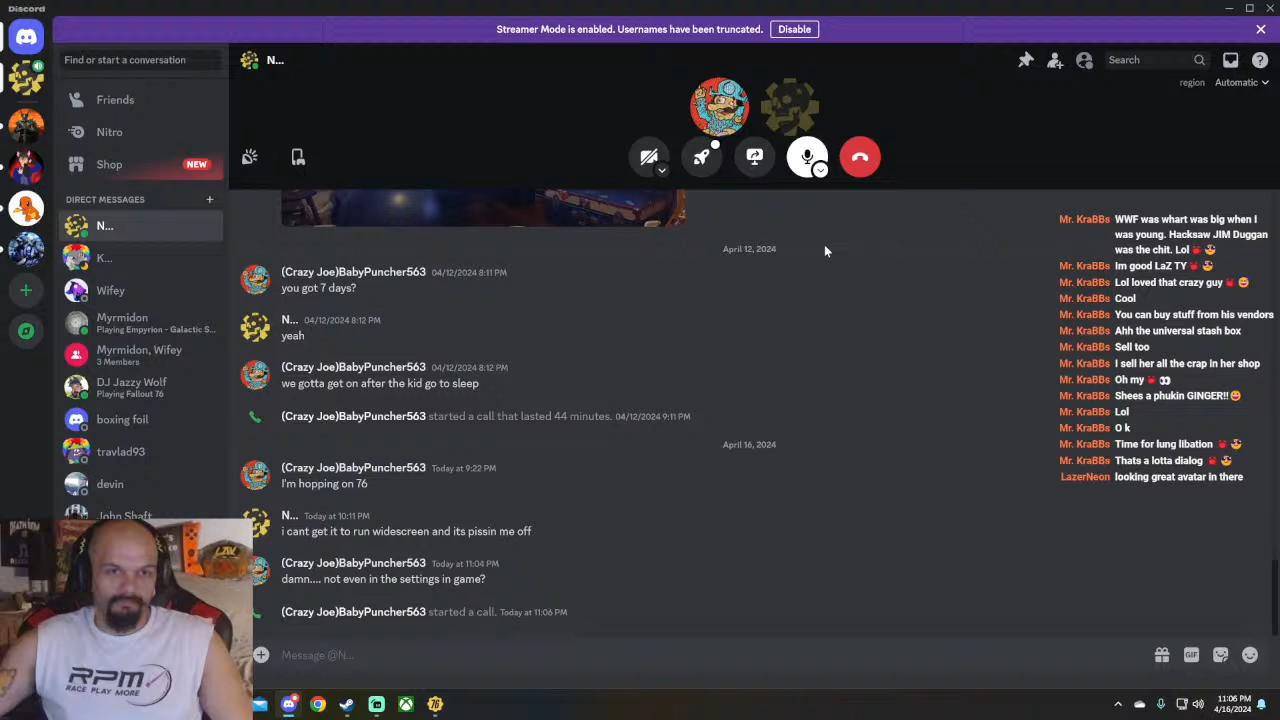 Discord
Streamer Mode is enabled. Usernames have been truncated.
Disable
Find or start a conversation
N...
Search
region
Automatic
Friends
Nitro
Shop
NEW
DIRECT MESSAGES
N...
K...
Wifey
Myrmidon
Playing Empyrion - Galactic S...
Myrmidon, Wifey
3 Members
DJ Jazzy Wolf
Playing Fallout 76
boxing foil
travlad93
devin
John Shaft
April 12, 2024
(Crazy Joe)BabyPuncher563 04/12/2024 8:11 PM
you got 7 days?
N... 04/12/2024 8:12 PM
yeah
(Crazy Joe)BabyPuncher563 04/12/2024 8:12 PM
we gotta get on after the kid go to sleep
(Crazy Joe)BabyPuncher563 started a call that lasted 44 minutes. 04/12/2024 9:11 PM
April 16, 2024
(Crazy Joe)BabyPuncher563 Today at 9:22 PM
I'm hopping on 76
N... Today at 10:11 PM
i cant get it to run widescreen and its pissin me off
(Crazy Joe)BabyPuncher563 Today at 11:04 PM
damn.... not even in the settings in game?
(Crazy Joe)BabyPuncher563 started a call. Today at 11:06 PM
Message @N...
GIF
Mr. KraBBs WWF was whart was big when I
was young. Hacksaw JIM Duggan
was the chit. Lol
Mr. KraBBs Im good LaZ TY
Mr. KraBBs Lol loved that crazy guy
Mr. KraBBs Cool
Mr. KraBBs You can buy stuff from his vendors
Mr. KraBBs Ahh the universal stash box
Mr. KraBBs Sell too
Mr. KraBBs I sell her all the crap in her shop
Mr. KraBBs Oh my
Mr. KraBBs Shees a phukin GINGER!!
Mr. KraBBs Lol
Mr. KraBBs O k
Mr. KraBBs Time for lung libation
Mr. KraBBs Thats a lotta dialog
LazerNeon looking great avatar in there
RPM
RACE PLAY MORE
76
11:06 PM
4/16/2024